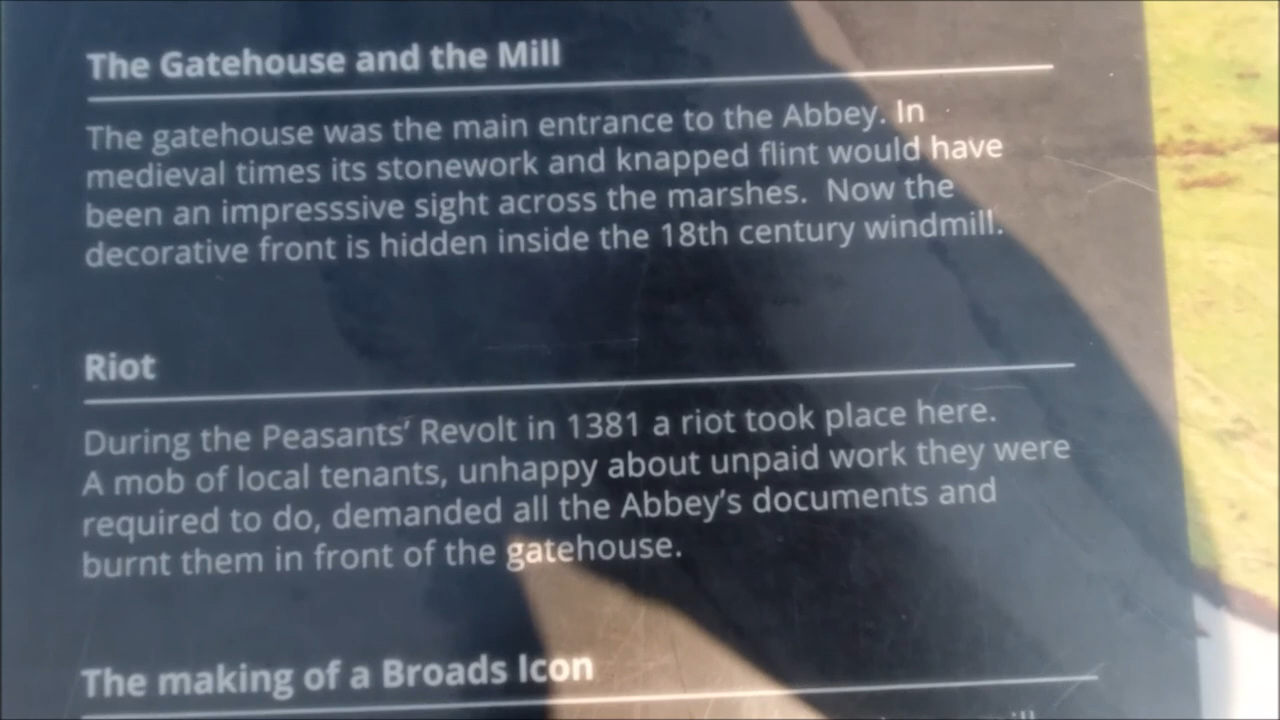 The Gatehouse and the Mill
The gatehouse was the main entrance to the Abbey. In
medieval times its stonework and knapped flint would have
been an impresssive sight across the marshes. Now the
decorative front is hidden inside the 18th century windmill.
Riot
During the Peasants' Revolt in 1381 a riot took place here.
A mob of local tenants, unhappy about unpaid work they were
required to do, demanded all the Abbey's documents and
burnt them in front of the gatehouse.
The making of a Broads Icon